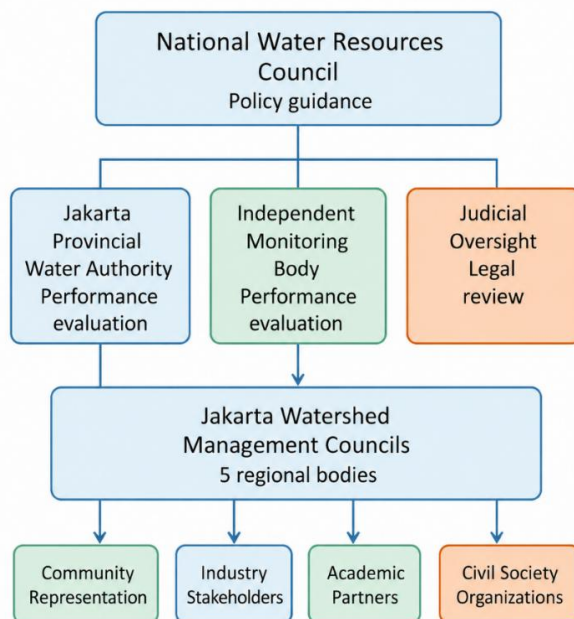 National Water Resources
Council
Policy guidance
Jakarta
Provincial
Water Authority
Performance
evaluation
Independent
Monitoring
Body
Performance
evaluation
Judicial
Oversight
Legal
review
Jakarta Watershed
Management Councils
5 regional bodies
Community
Representation
Industry
Stakeholders
Academic
Partners
Civil Society
Organizations